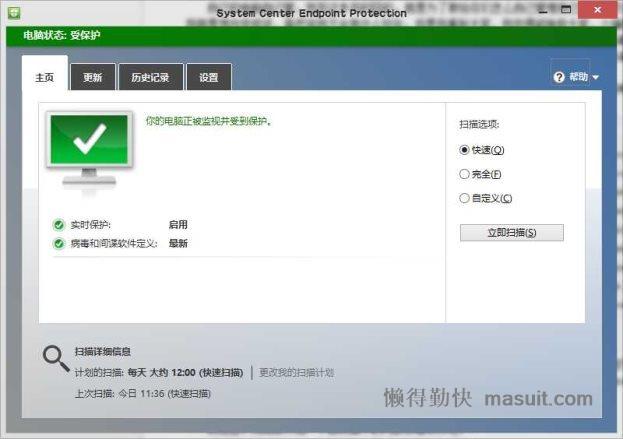 System Center Endpoint Protection
电脑状态: 受保护
主页 更新 历史记录 设置 帮助
你的电脑正被监视并受到保护。
扫描选项:
快速(Q)
完全(F)
自定义(C)
立即扫描(S)
实时保护: 启用
病毒和间谍软件定义: 最新
扫描详细信息
计划的扫描: 每天 大约 12:00 (快速扫描) | 更改我的扫描计划
上次扫描: 今日 11:36 (快速扫描)
懒得勤快 masuit.com